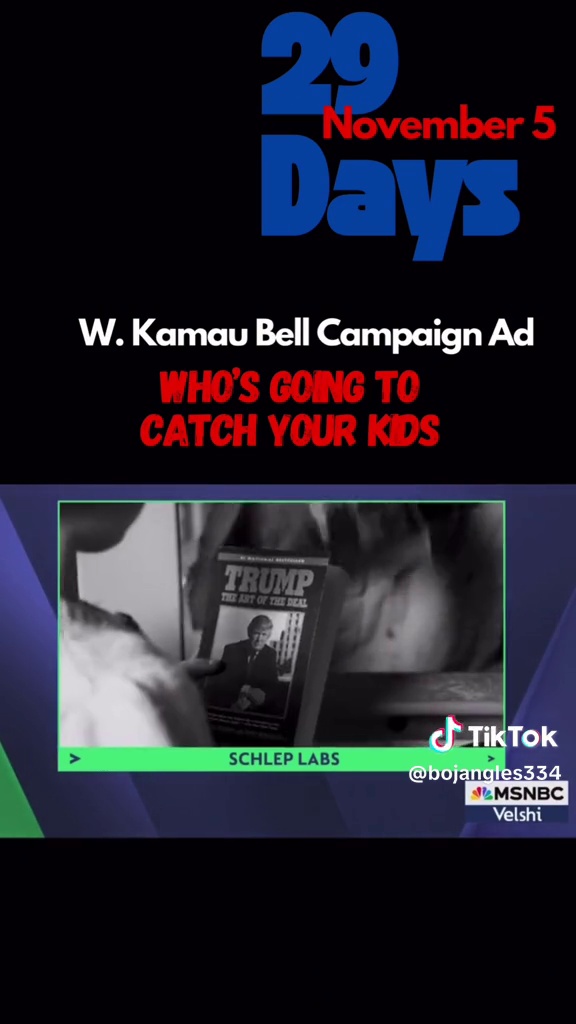 29
November 5
Days
W. Kamau Bell Campaign Ad
WHO'S GOING TO
CATCH YOUR KIDS
#1 National Bestseller
TRUMP
THE ART OF THE DEAL
> SCHLEP LABS >
TikTok
@bojangles334
MSNBC
Velshi